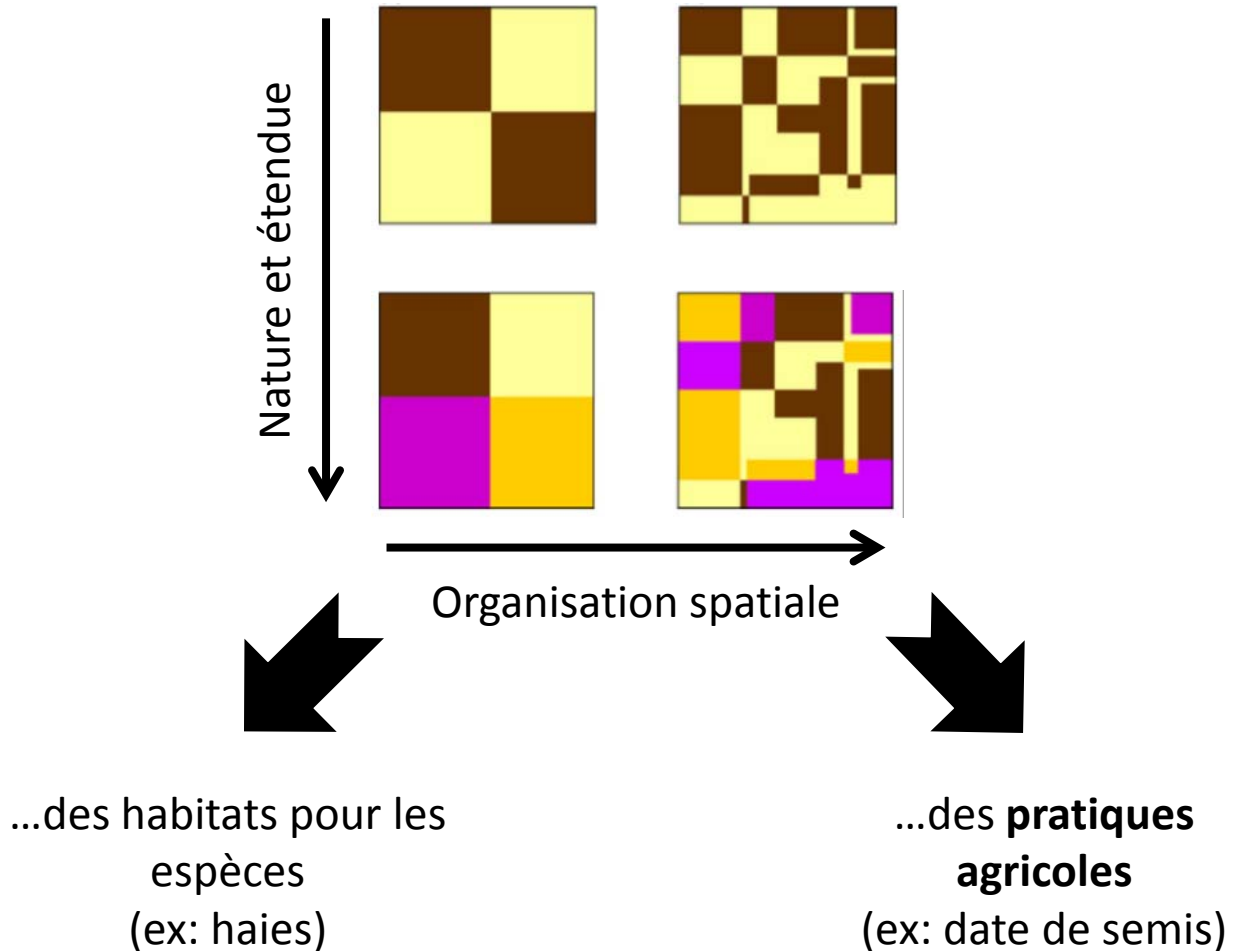 Nature et étendue
Organisation spatiale
...des habitats pour les
espèces
(ex: haies)
...des pratiques
agricoles
(ex: date de semis)